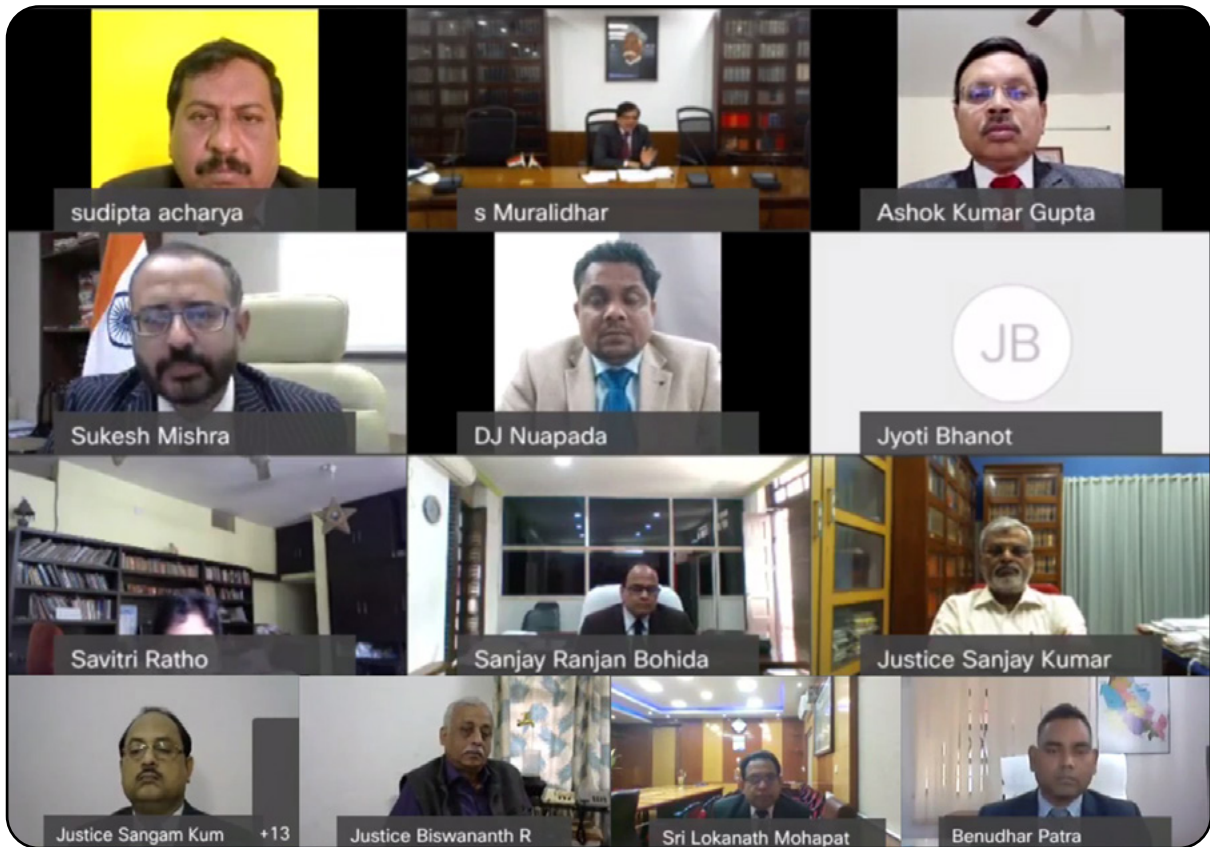 sudipta acharya
s Muralidhar
Ashok Kumar Gupta
Sukesh Mishra
DJ Nuapada
JB
Jyoti Bhanot
Savitri Ratho
Sanjay Ranjan Bohida
Justice Sanjay Kumar
Justice Sangam Kum
+13
Justice Biswananth R
Sri Lokanath Mohapat
Benudhar Patra